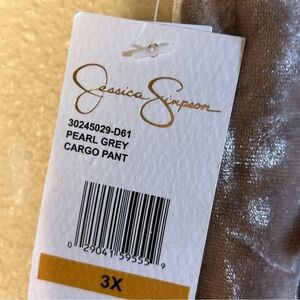 Jessica Simpson
30245029-D61
PEARL GREY
CARGO PANT
0 29041 59555 9
3X